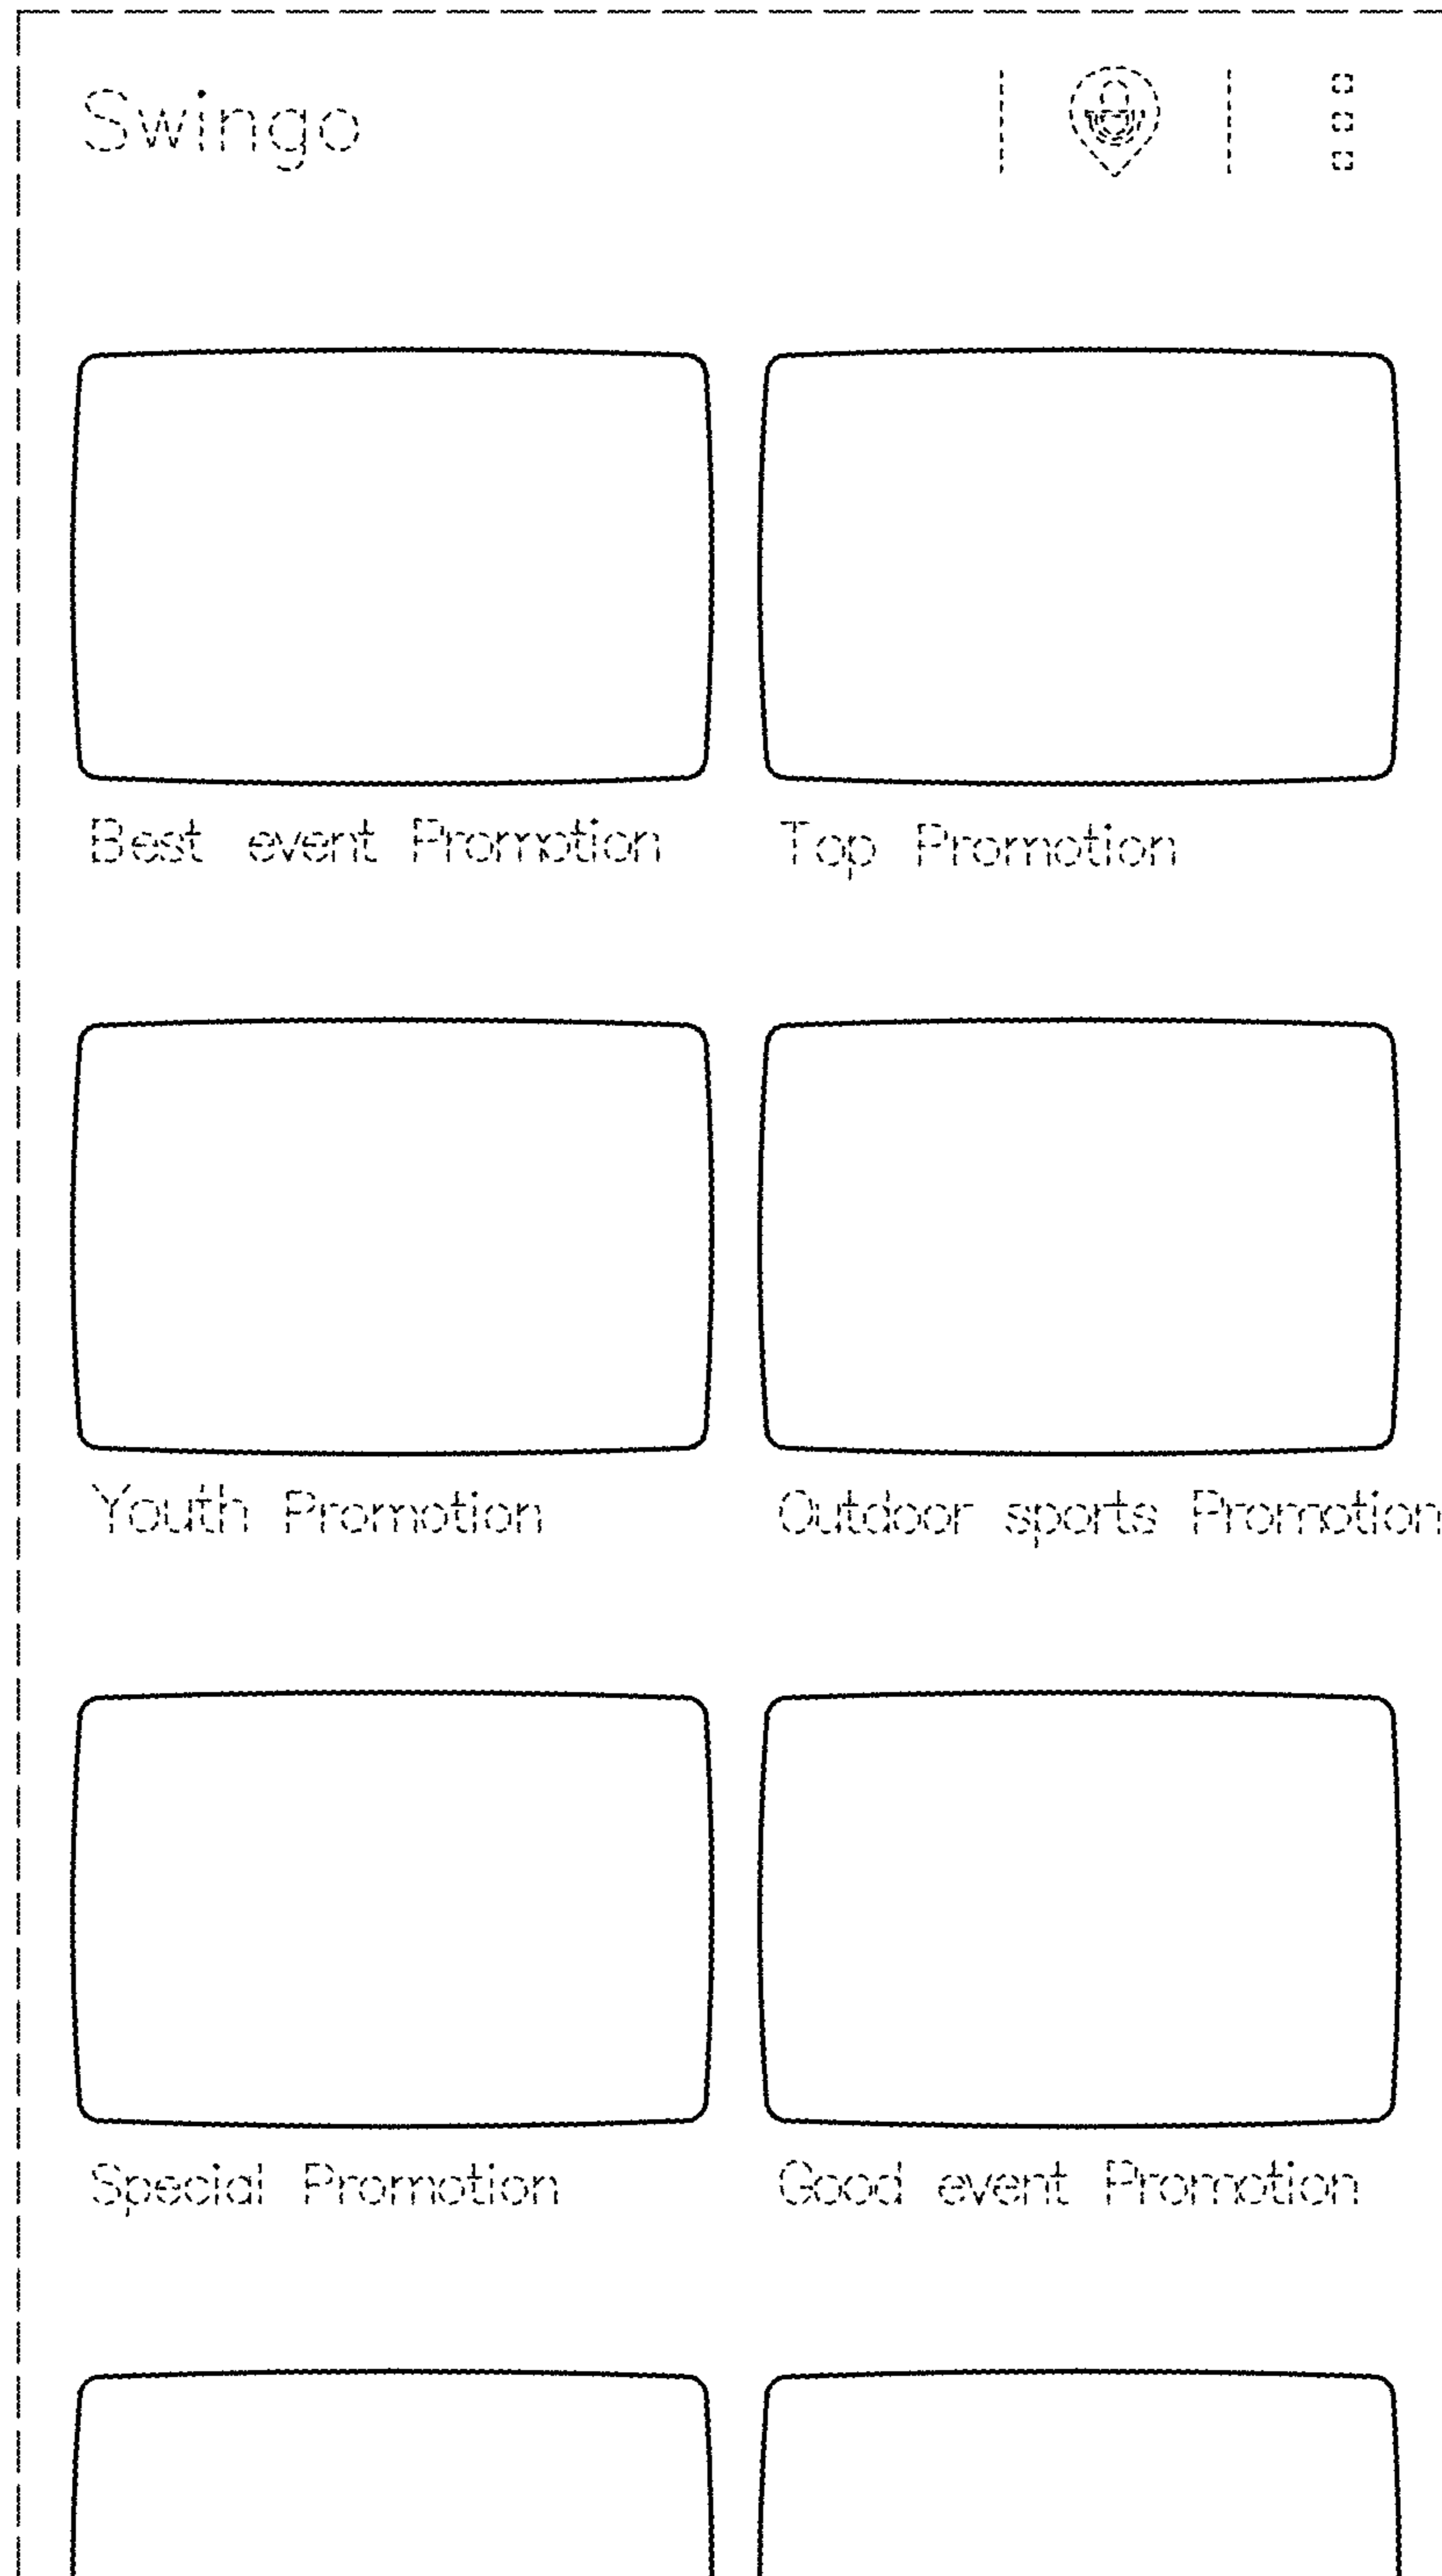 Swingo
Best event Promotion
Top Promotion
Youth Promotion
Outdoor sports Promotion
Special Promotion
Good event Promotion